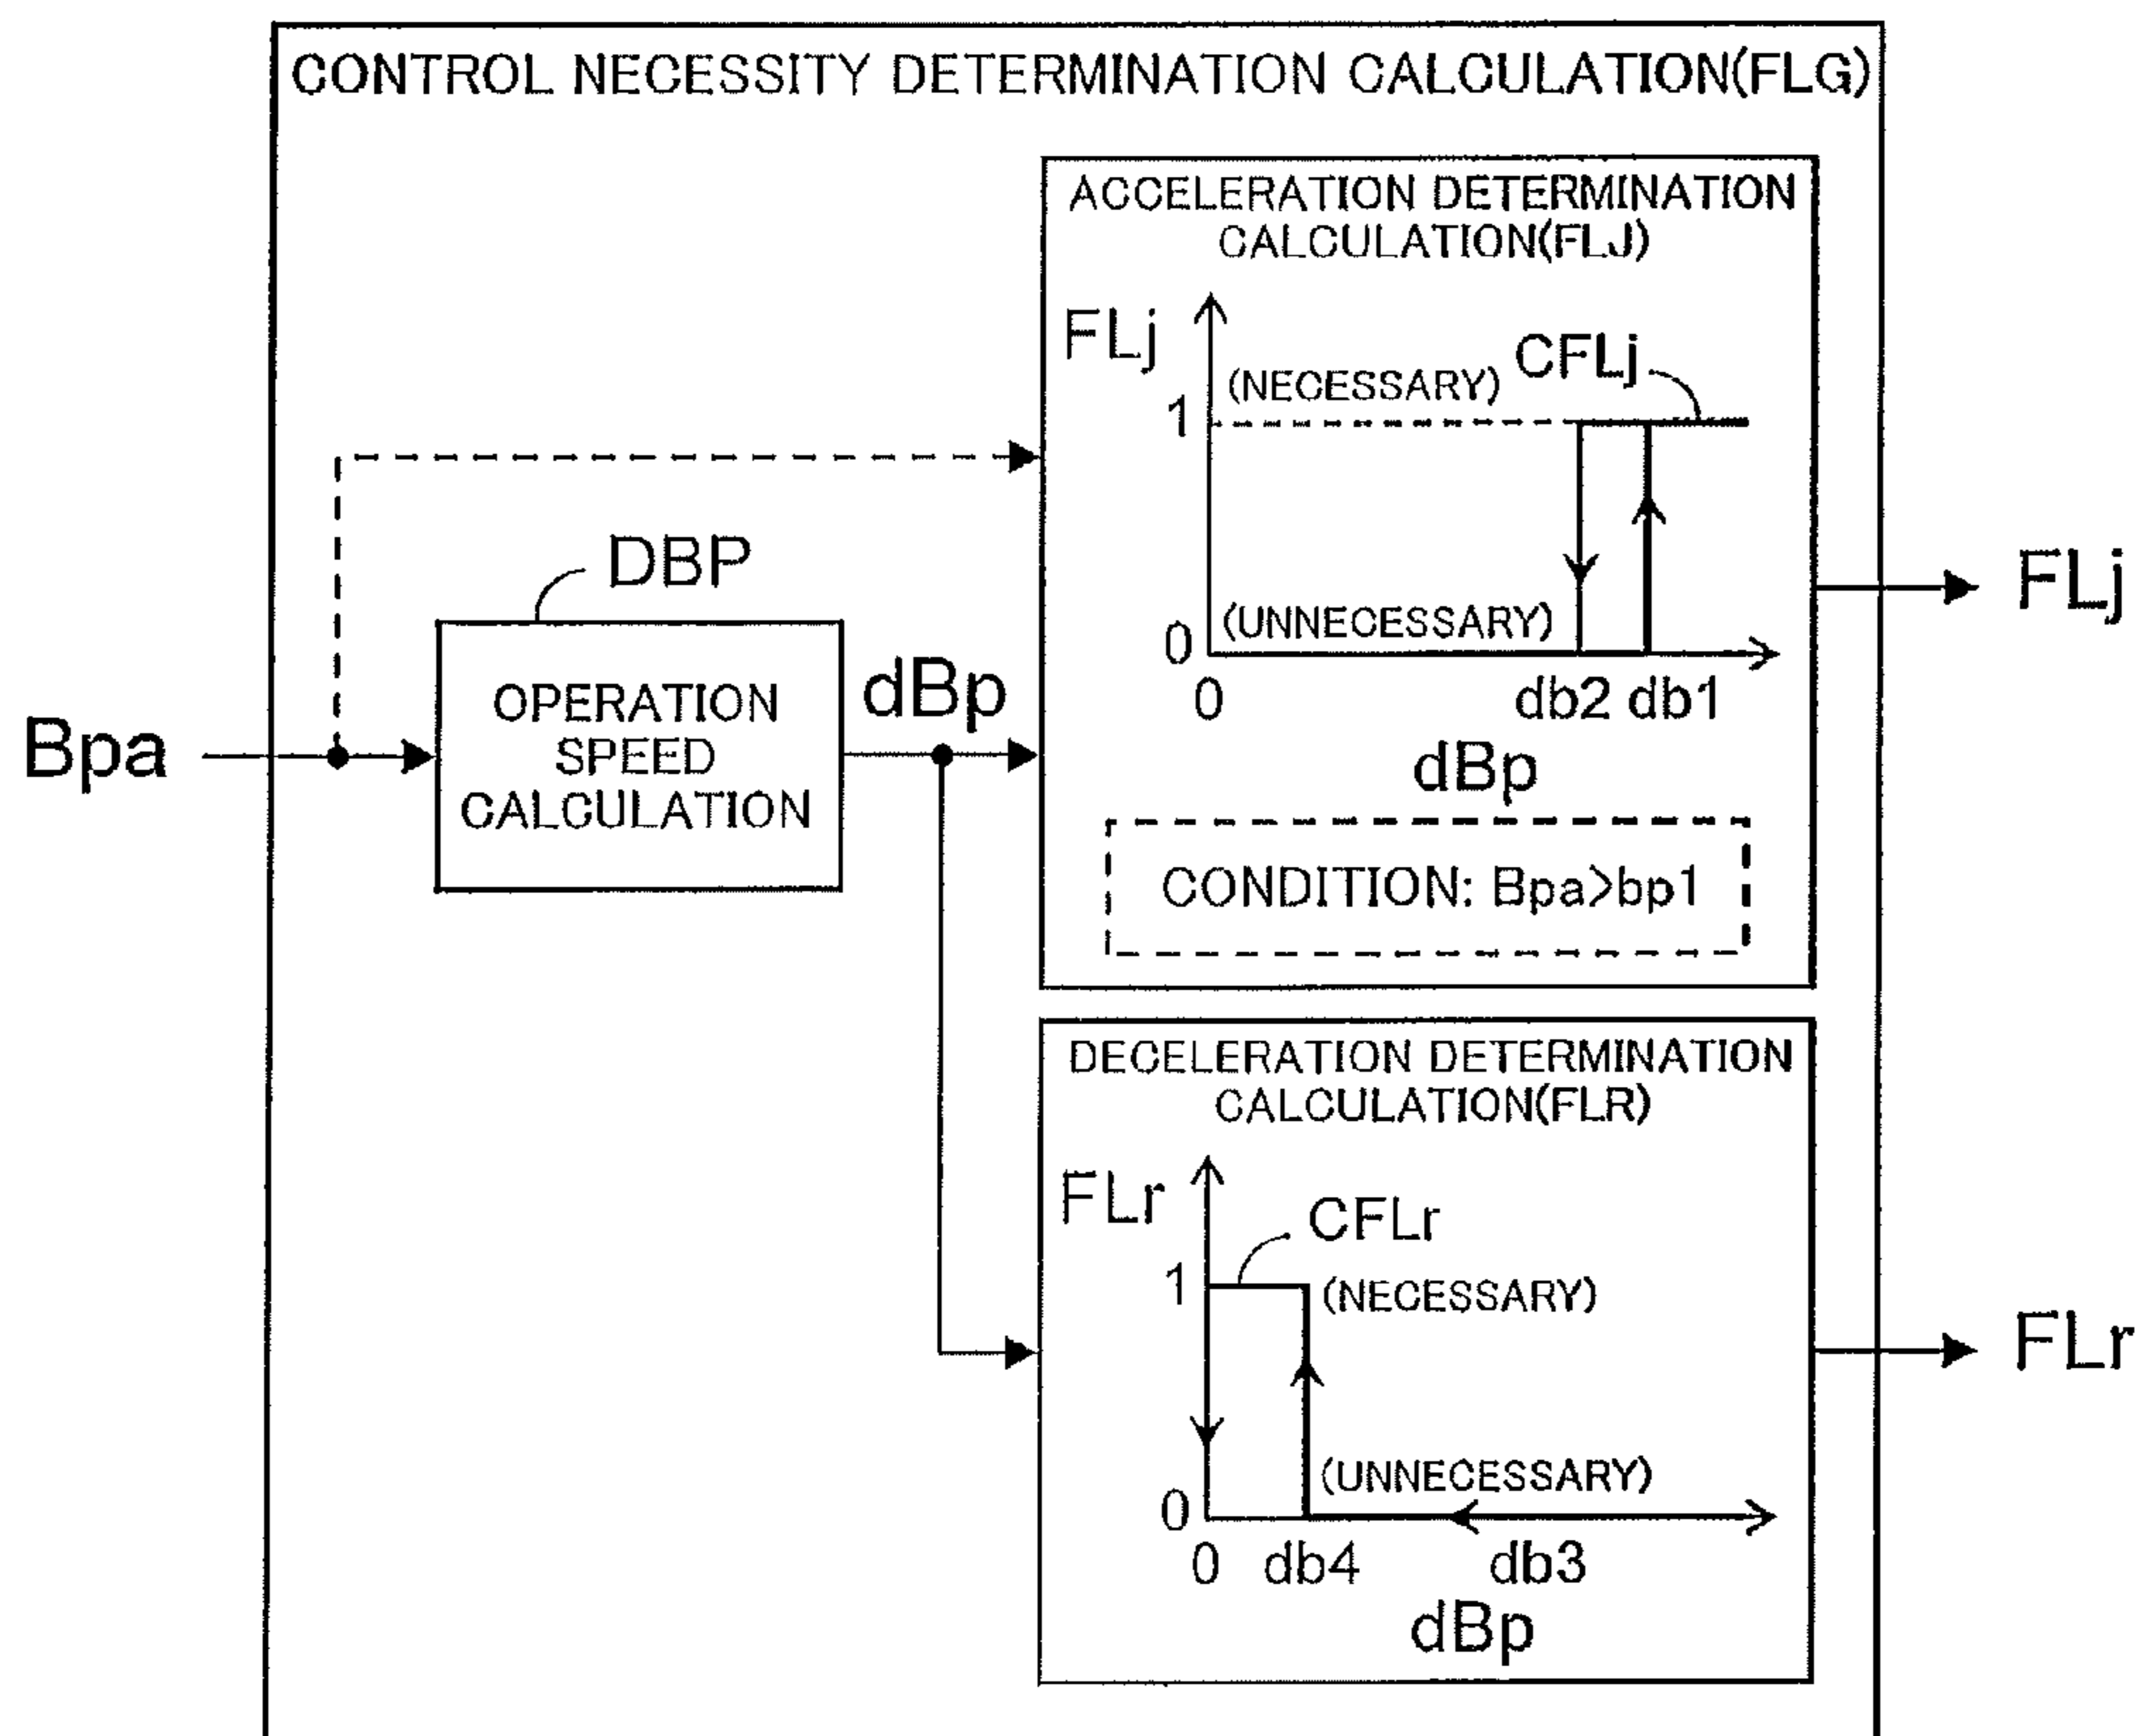 CONTROL NECESSITY DETERMINATION CALCULATION(FLG)
ACCELERATION DETERMINATION
CALCULATION(FLJ)
FLj
CFLj
(NECESSARY)
1
(UNNECESSARY)
0
0
db2
db1
dBp
CONDITION: Bpa>bp1
FLj
DBP
Bpa
OPERATION
SPEED
CALCULATION
dBp
DECELERATION DETERMINATION
CALCULATION(FLR)
FLr
CFLr
1
(NECESSARY)
(UNNECESSARY)
0
0
db4
db3
dBp
FLr